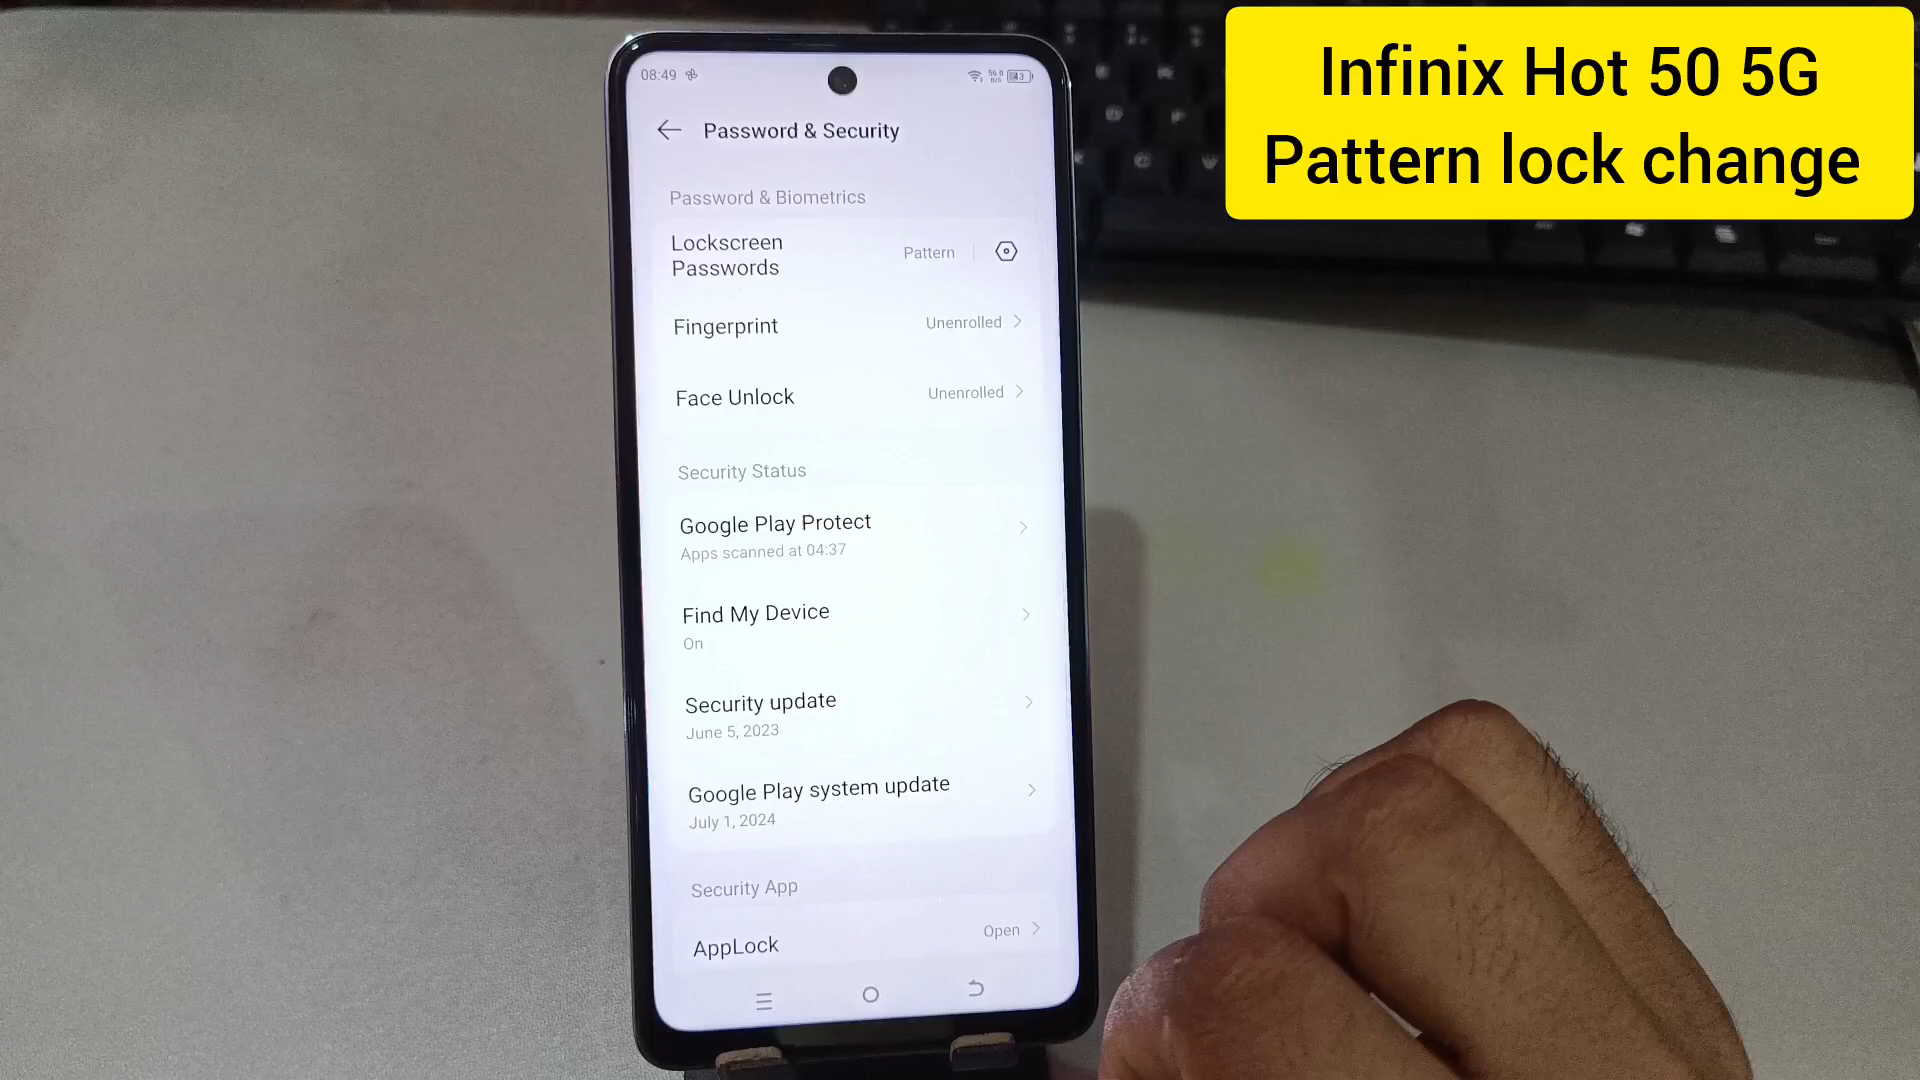 Infinix Hot 50 5G
Pattern lock change
08:49
Password & Security
Password & Biometrics
Lockscreen
Passwords
Pattern
Fingerprint
Unenrolled
Face Unlock
Unenrolled
Security Status
Google Play Protect
Apps scanned at 04:37
Find My Device
On
Security update
June 5, 2023
Google Play system update
July 1, 2024
Security App
AppLock
Open